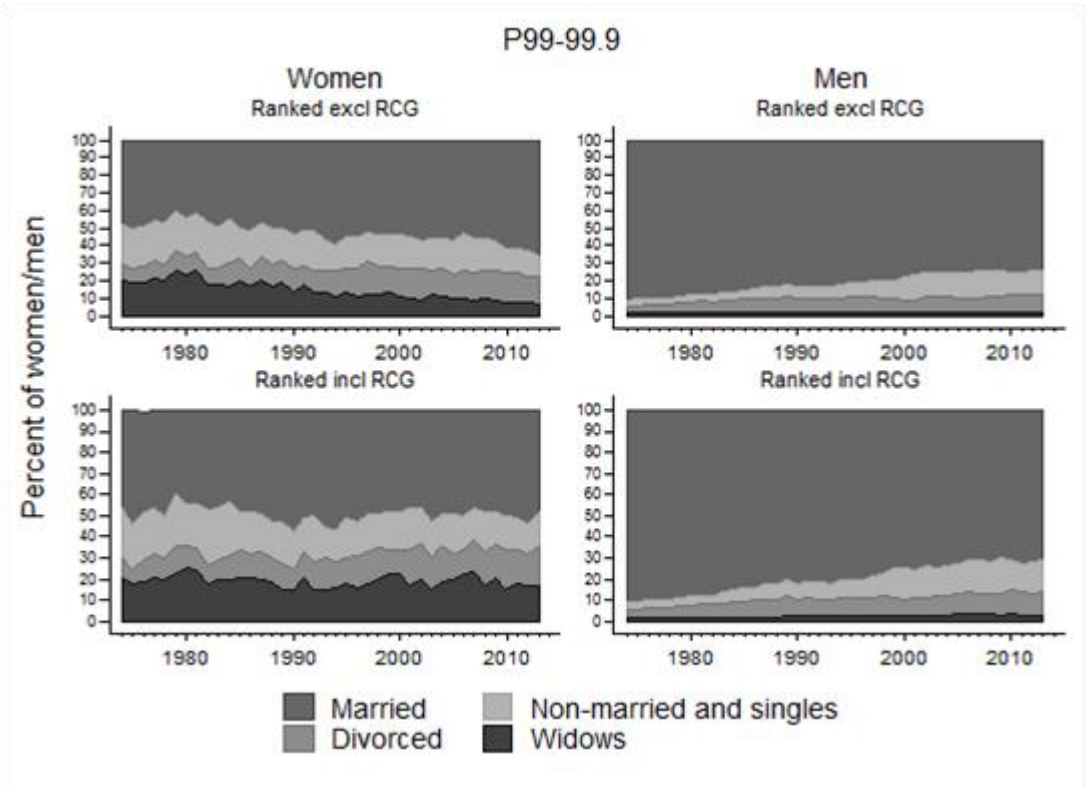 P99-99.9
Women Men
Ranked excl RCG Ranked excl RCG
Percent of women/men
100 100
90 90
80 80
70 70
60 60
50 50
40 40
30 30
20 20
10 10
0 0
1980 1990 2000 2010 1980 1990 2000 2010
Ranked incl RCG Ranked incl RCG
100 100
90 90
80 80
70 70
60 60
50 50
40 40
30 30
20 20
10 10
0 0
1980 1990 2000 2010 1980 1990 2000 2010
Married Non-married and singles
Divorced Widows